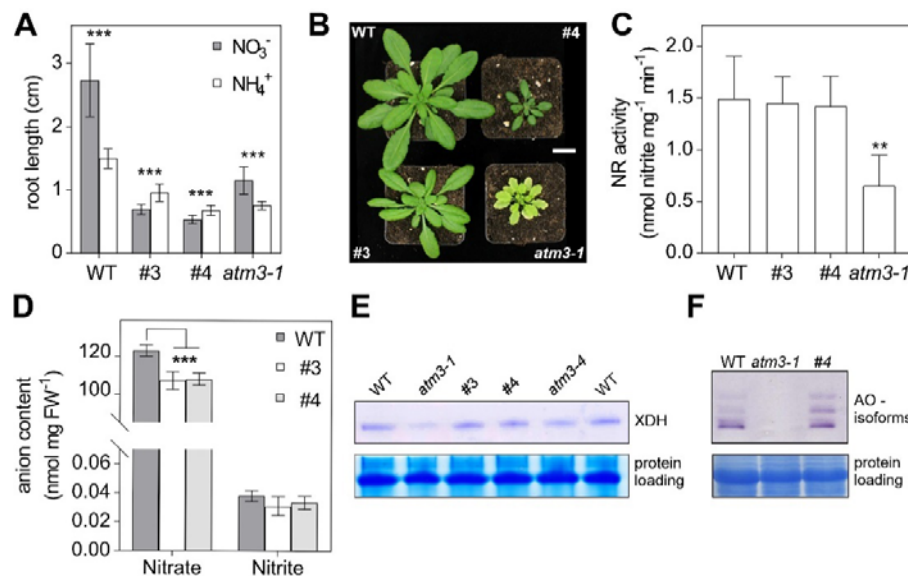 A
***
NO3-
NH4+
3
2
1
0
root length (cm)
***
***
***
WT
#3
#4
atm3-1
B
WT
#4
#3
atm3-1
C
2.0
1.5
1.0
0.5
0.0
NR activity
(nmol nitrite mg-1 min-1)
**
WT
#3
#4
atm3-1
D
WT
#3
#4
***
120
100
0.06
0.04
0.02
0.00
anion content
(nmol mg FW-1)
Nitrate
Nitrite
E
WT
atm3-1
#3
#4
atm3-4
WT
XDH
protein
loading
F
WT atm3-1 #4
AO -
isoforms
protein
loading